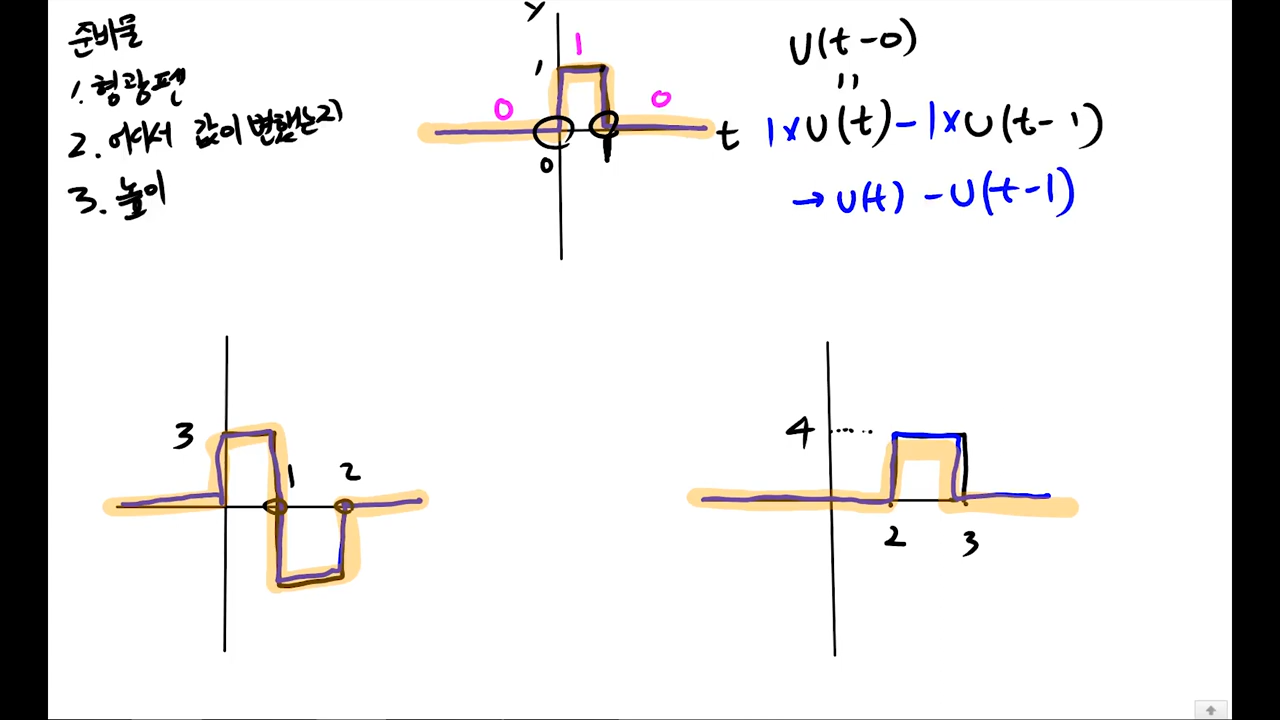 준비물
1. 형광펜
2. 어디서 값이 변했는지
3. 높이
y
1
1
0
0
0
1
t
U(t-0)
"
1×U(t)-1×U(t-1)
→ U(t) - U(t-1)
3
1
2
4
2
3